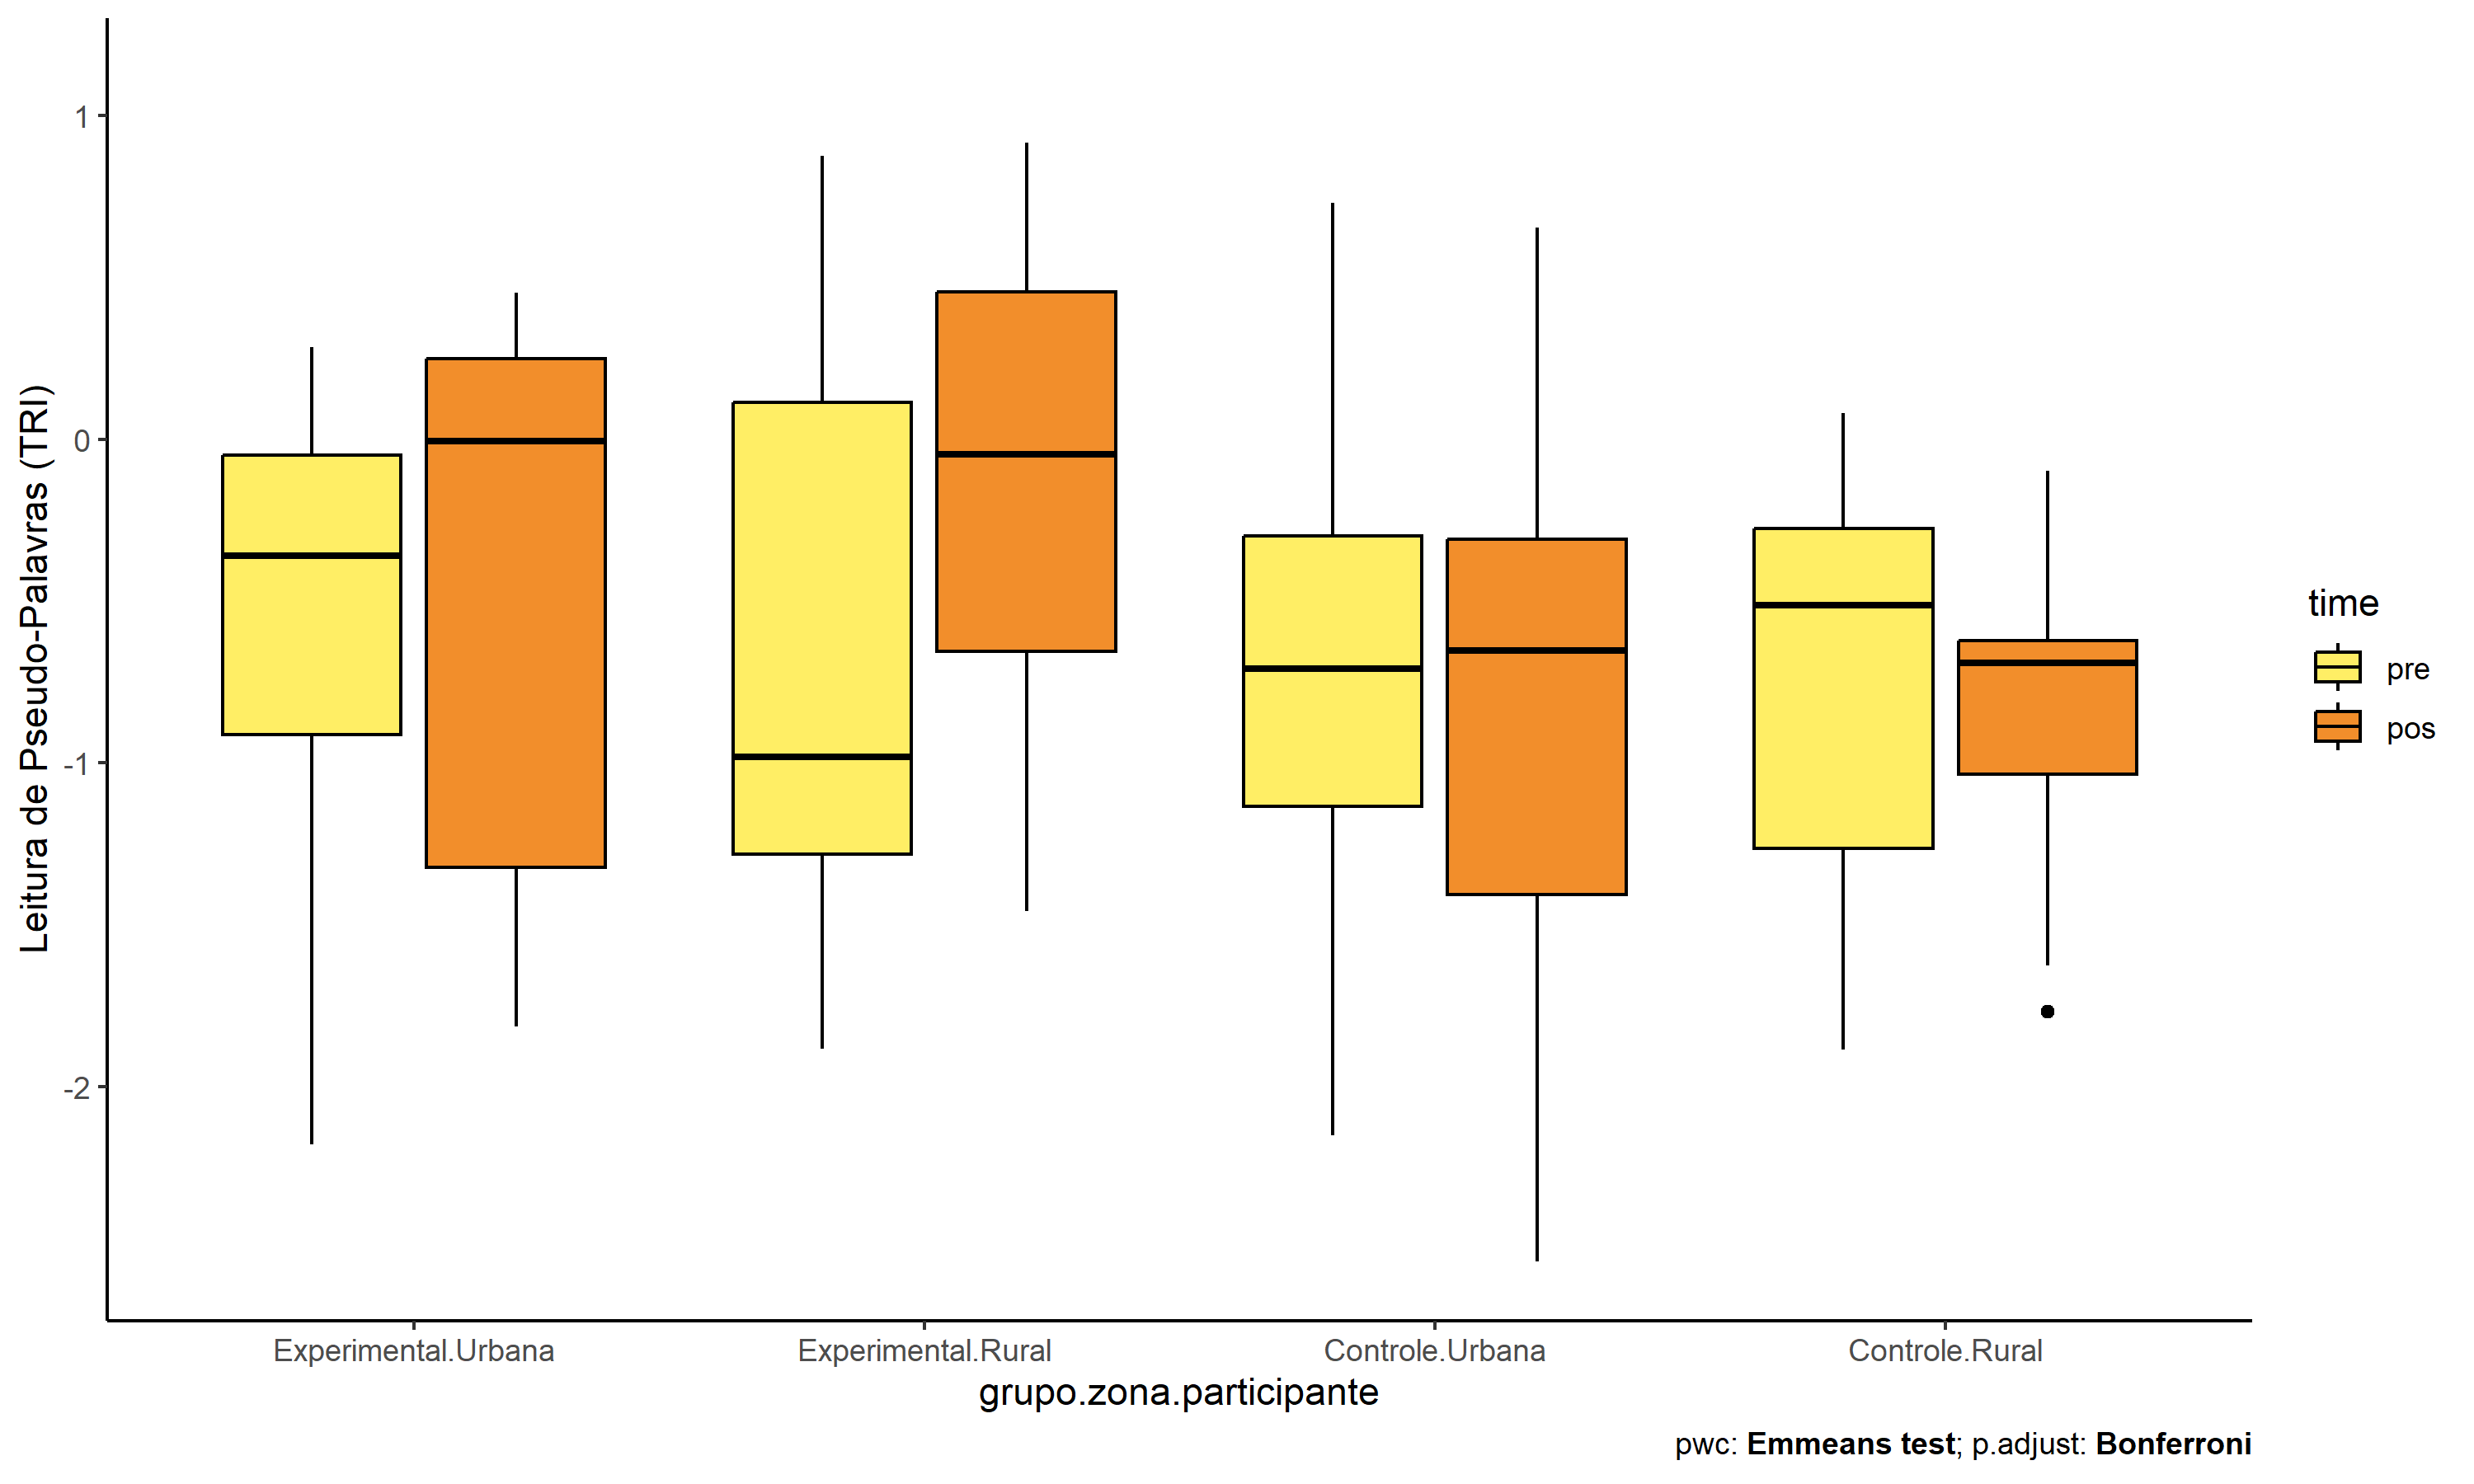 Leitura de Pseudo-Palavras (TRI)
1
0
-1
-2
Experimental.Urbana
Experimental.Rural
Controle.Urbana
Controle.Rural
grupo.zona.participante
time
pre
pos
pwc: Emmeans test; p.adjust: Bonferroni